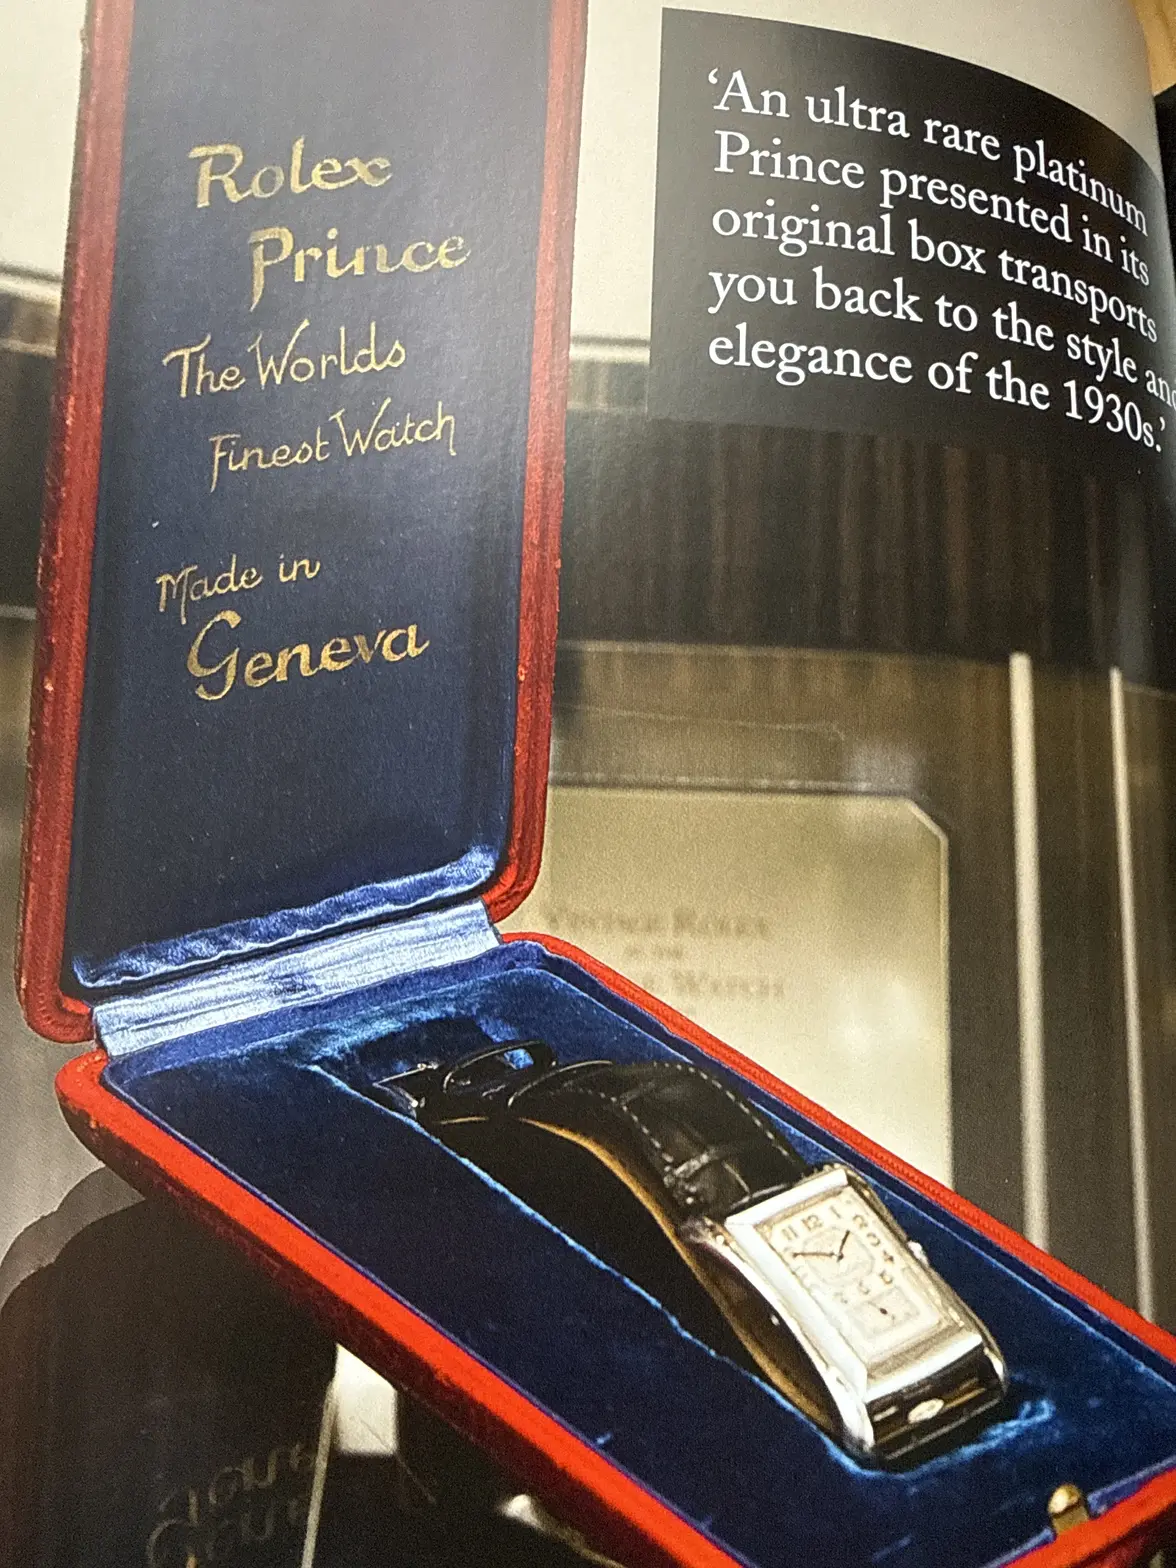 Rolex
Prince
The Worlds
Finest Watch
Made in
Geneva
'An ultra rare platinum
Prince presented in its
original box transports
you back to the style and
elegance of the 1930s.'